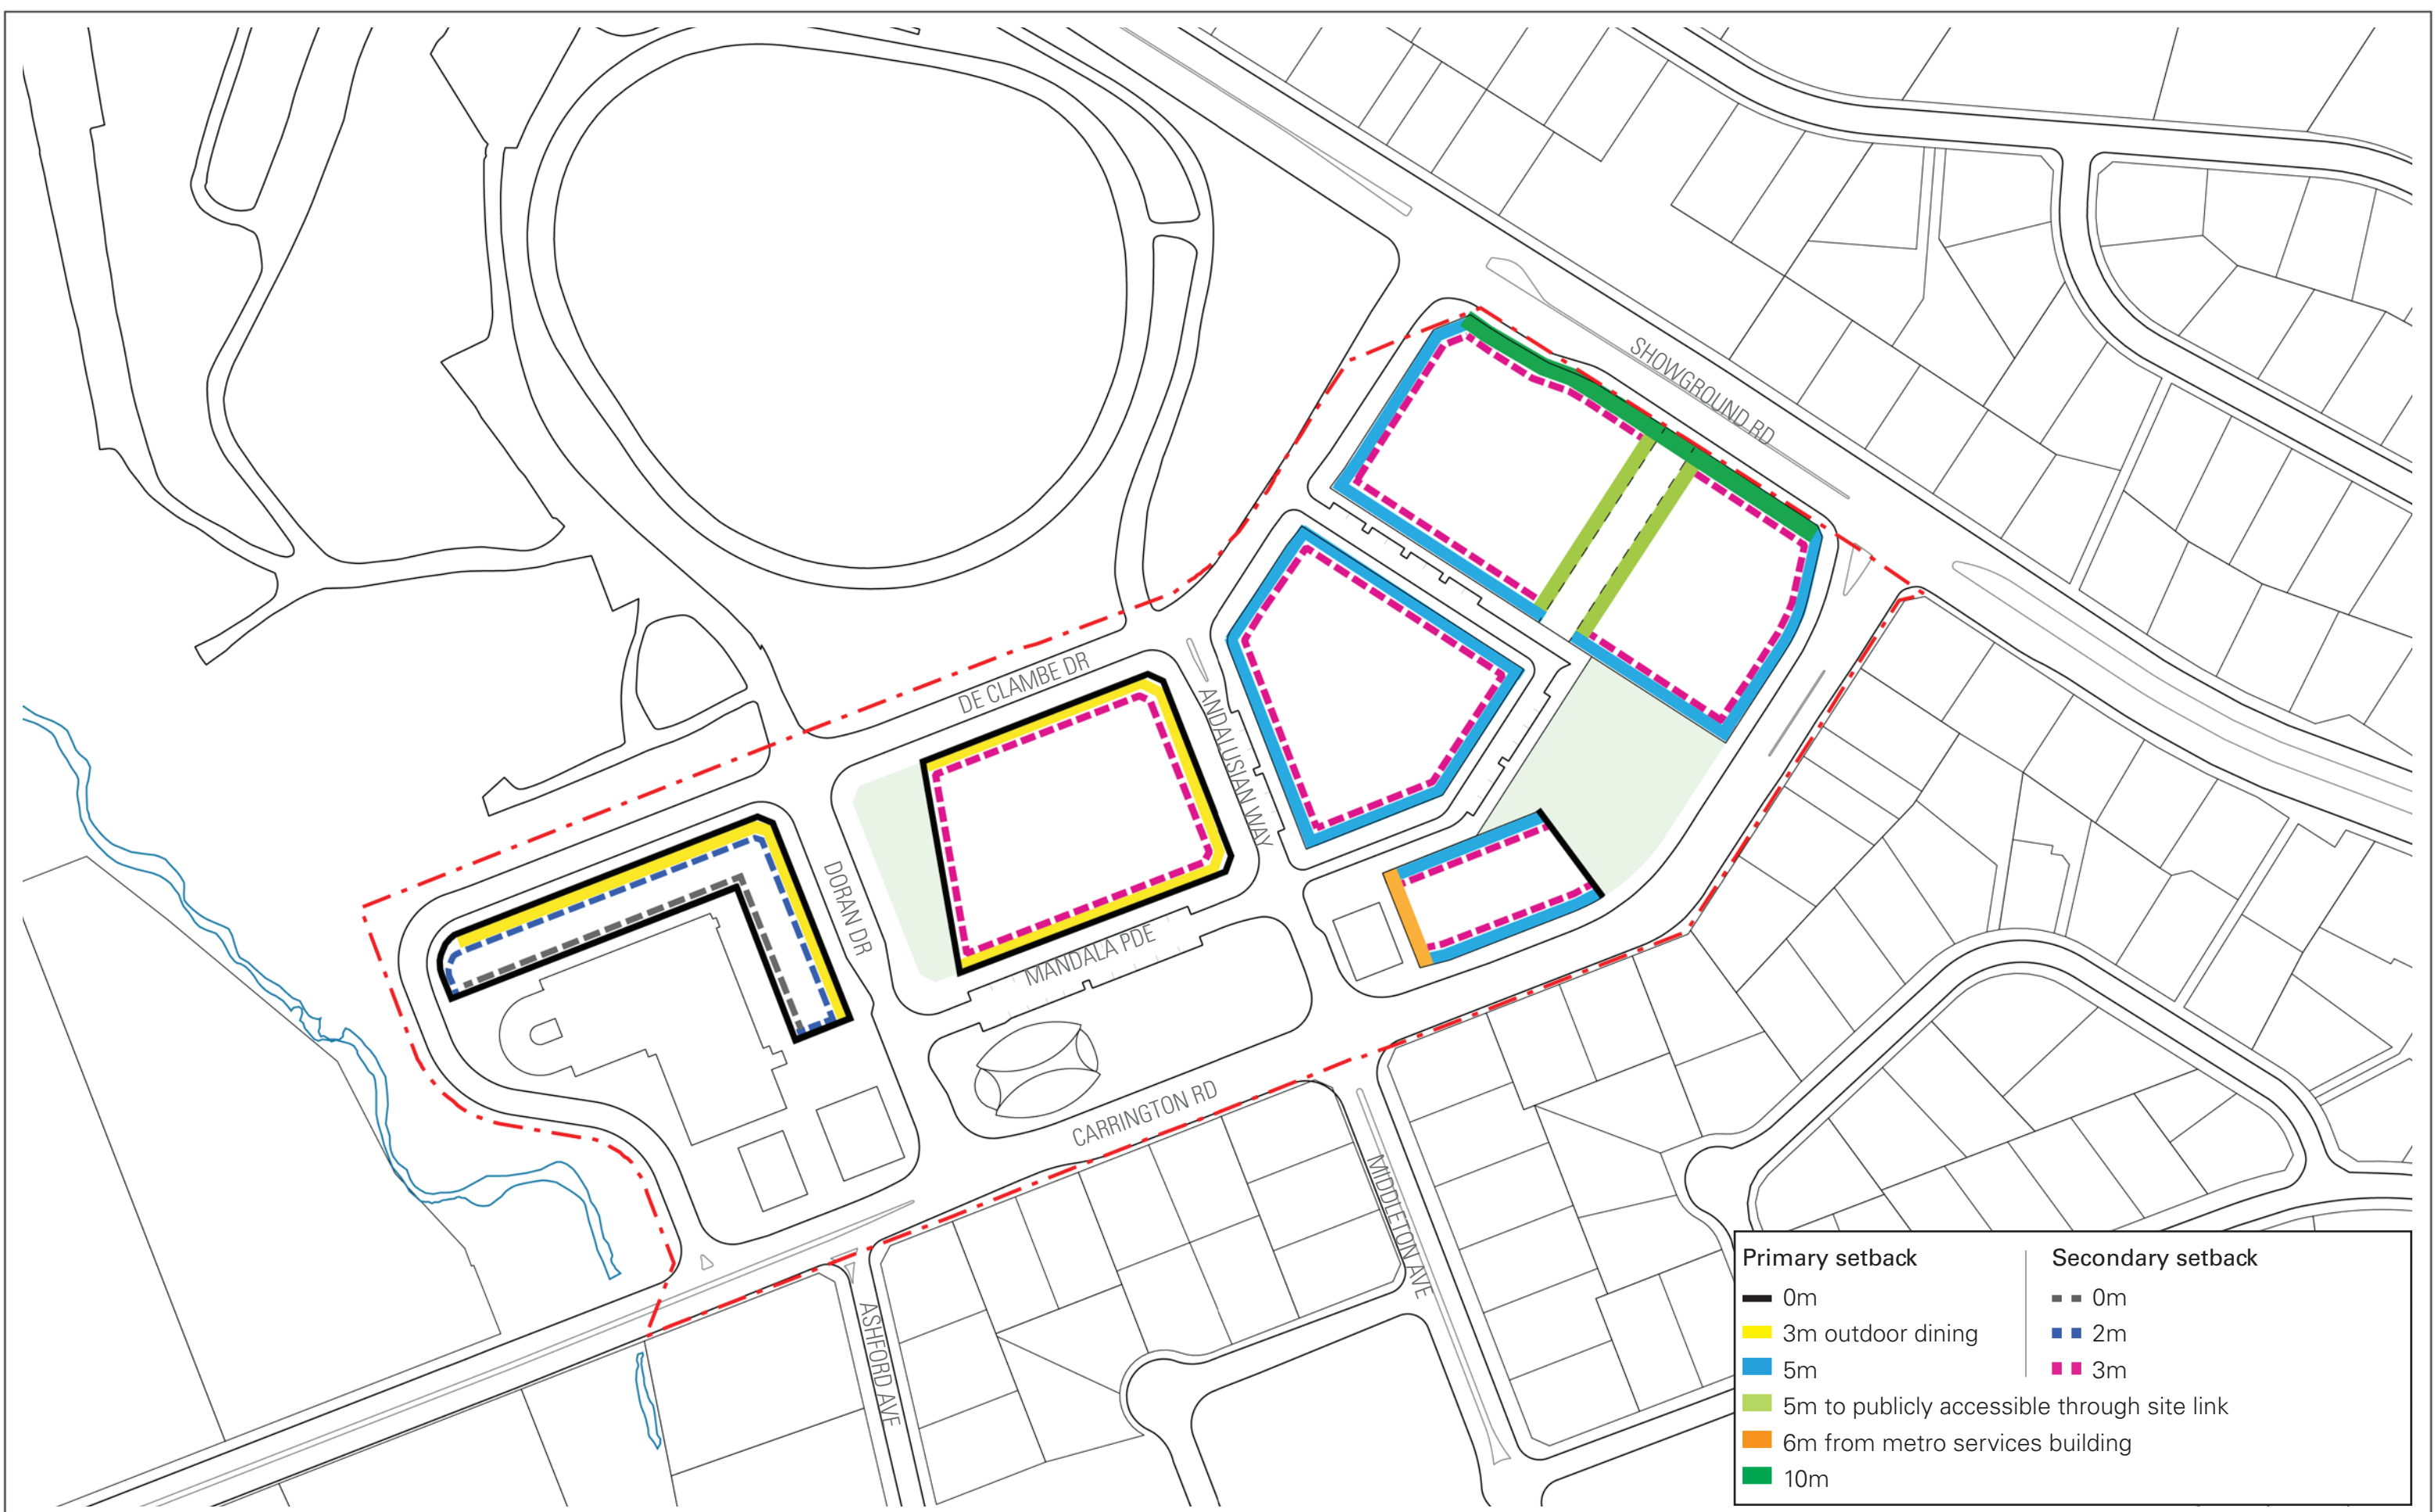 SHOWGROUND RD
DE CLAMBE DR
ANDALUSIAN WAY
DORAN DR
MANDALA PDE
CARRINGTON RD
MIDDLETON AVE
ASHFORD AVE
Primary setback
0m
3m outdoor dining
5m
5m to publicly accessible through site link
6m from metro services building
10m
Secondary setback
0m
2m
3m